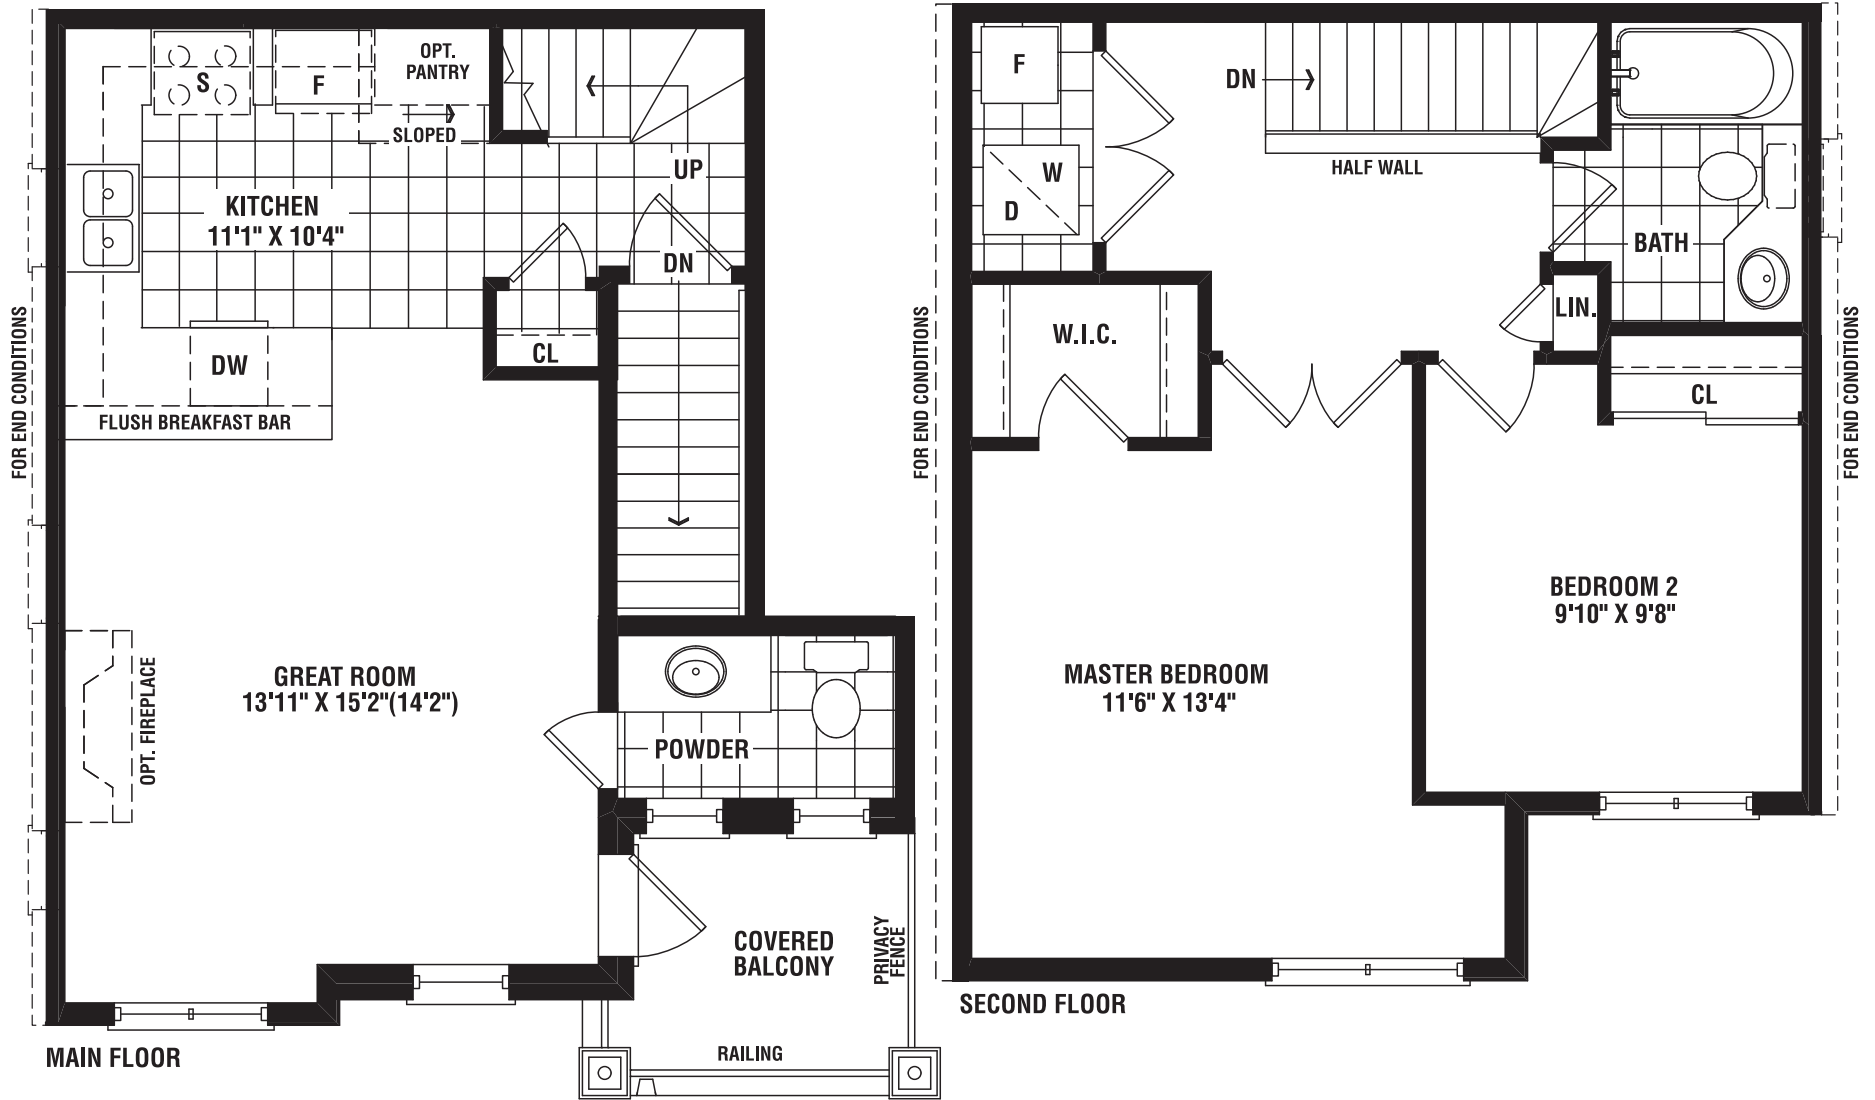 OPT.
PANTRY
S
F
SLOPED
UP
KITCHEN
11'1" X 10'4"
DN
CL
DW
FLUSH BREAKFAST BAR
FOR END CONDITIONS
GREAT ROOM
13'11" X 15'2"(14'2")
OPT. FIREPLACE
POWDER
COVERED
BALCONY
PRIVACY
FENCE
RAILING
MAIN FLOOR
F
DN
HALF WALL
W
D
BATH
LIN.
W.I.C.
CL
FOR END CONDITIONS
FOR END CONDITIONS
BEDROOM 2
9'10" X 9'8"
MASTER BEDROOM
11'6" X 13'4"
SECOND FLOOR